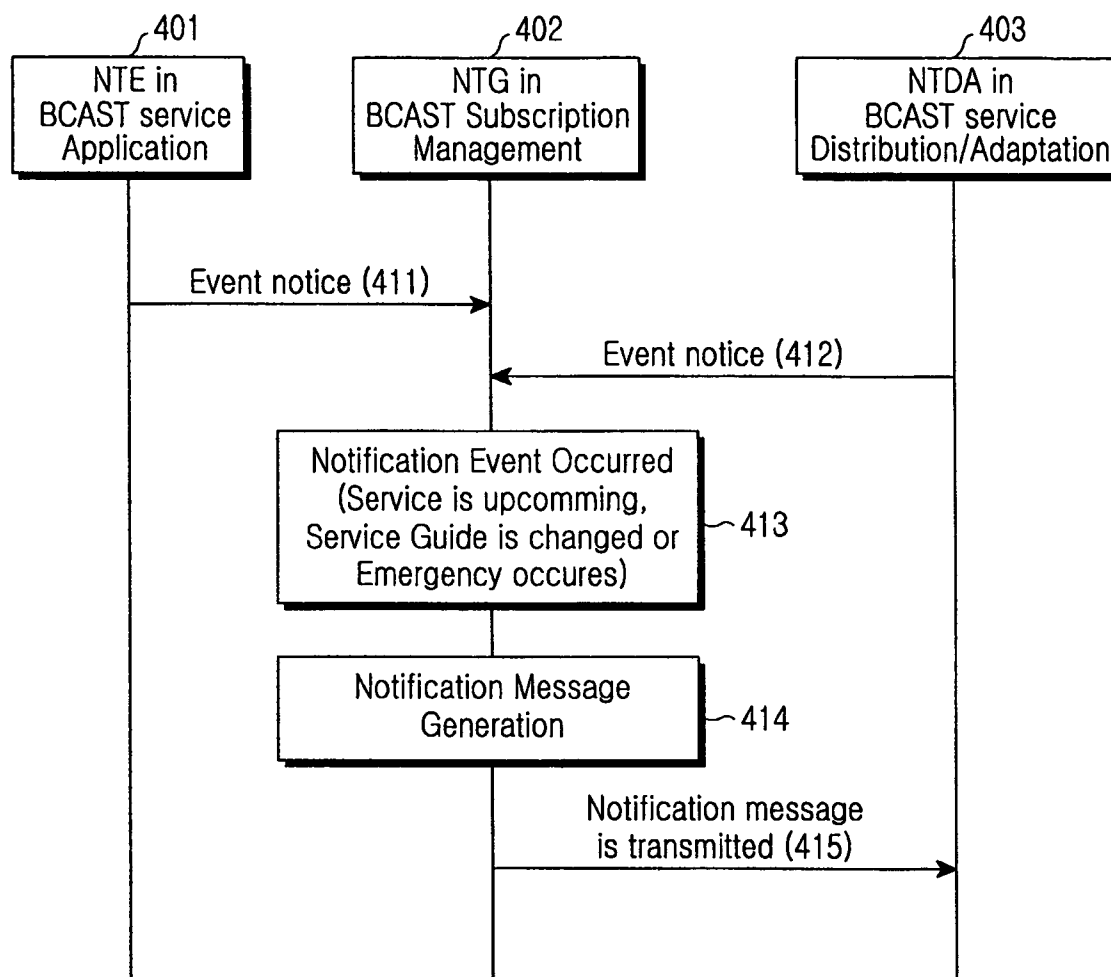 401
402
403
NTE in
BCAST service
Application
NTG in
BCAST Subscription
Management
NTDA in
BCAST service
Distribution/Adaptation
Event notice (411)
Event notice (412)
Notification Event Occurred
(Service is upcomming,
Service Guide is changed or
Emergency occures)
413
Notification Message
Generation
414
Notification message
is transmitted (415)